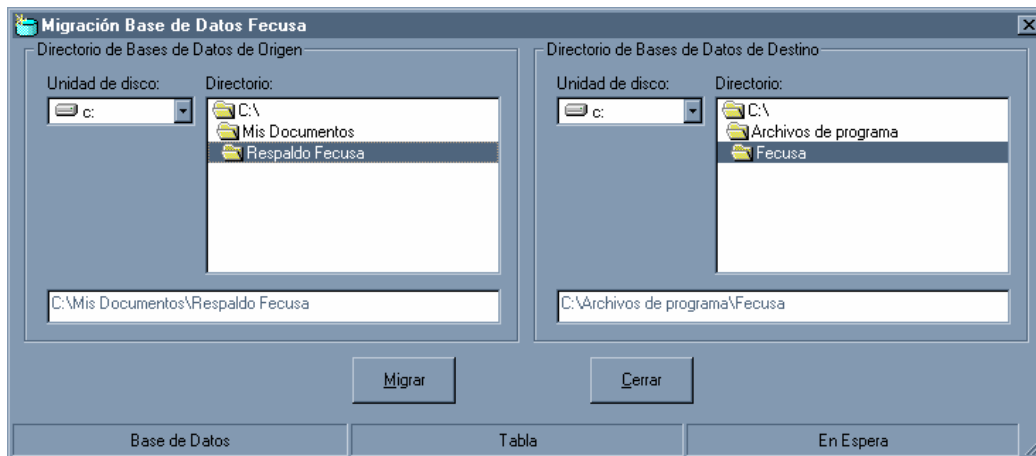 Migración Base de Datos Fecusa
Directorio de Bases de Datos de Origen
Unidad de disco:
Directorio:
c:
C:\
Mis Documentos
Respaldo Fecusa
C:\Mis Documentos\Respaldo Fecusa
Directorio de Bases de Datos de Destino
Unidad de disco:
Directorio:
c:
C:\
Archivos de programa
Fecusa
C:\Archivos de programa\Fecusa
Migrar
Cerrar
Base de Datos
Tabla
En Espera